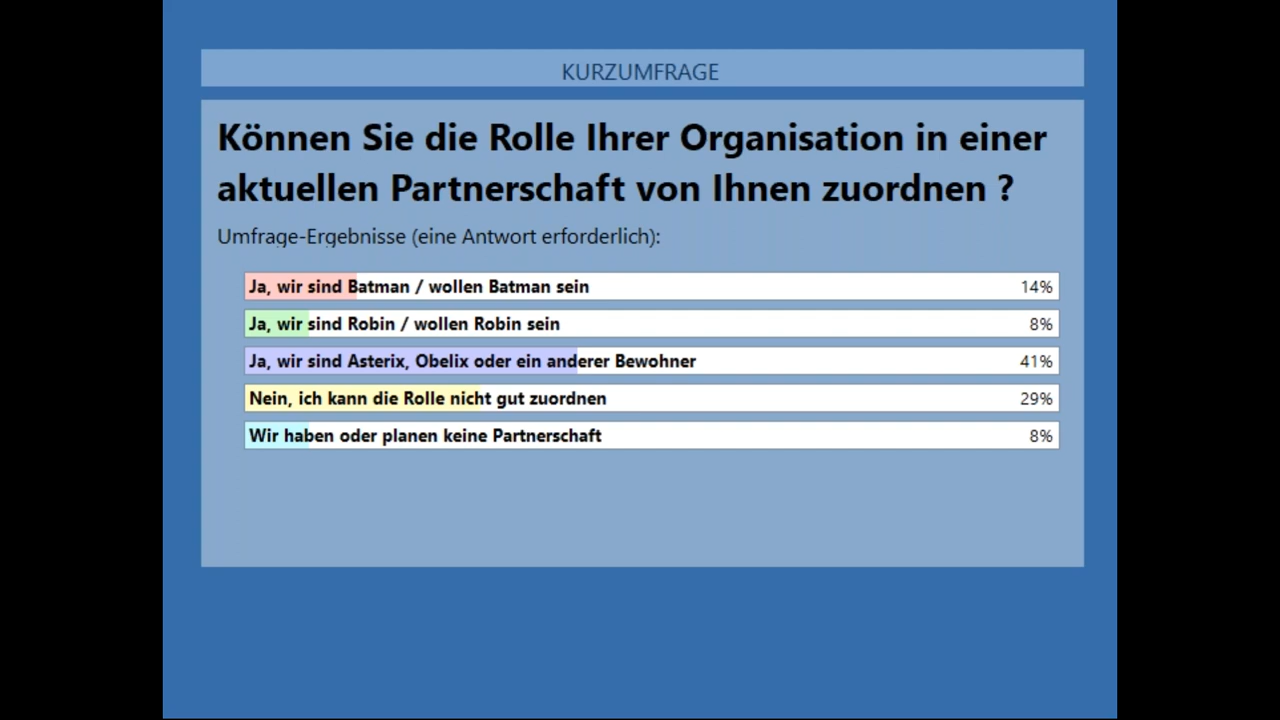 KURZUMFRAGE
Können Sie die Rolle Ihrer Organisation in einer
aktuellen Partnerschaft von Ihnen zuordnen ?
Umfrage-Ergebnisse (eine Antwort erforderlich):
Ja, wir sind Batman / wollen Batman sein 14%
Ja, wir sind Robin / wollen Robin sein 8%
Ja, wir sind Asterix, Obelix oder ein anderer Bewohner 41%
Nein, ich kann die Rolle nicht gut zuordnen 29%
Wir haben oder planen keine Partnerschaft 8%